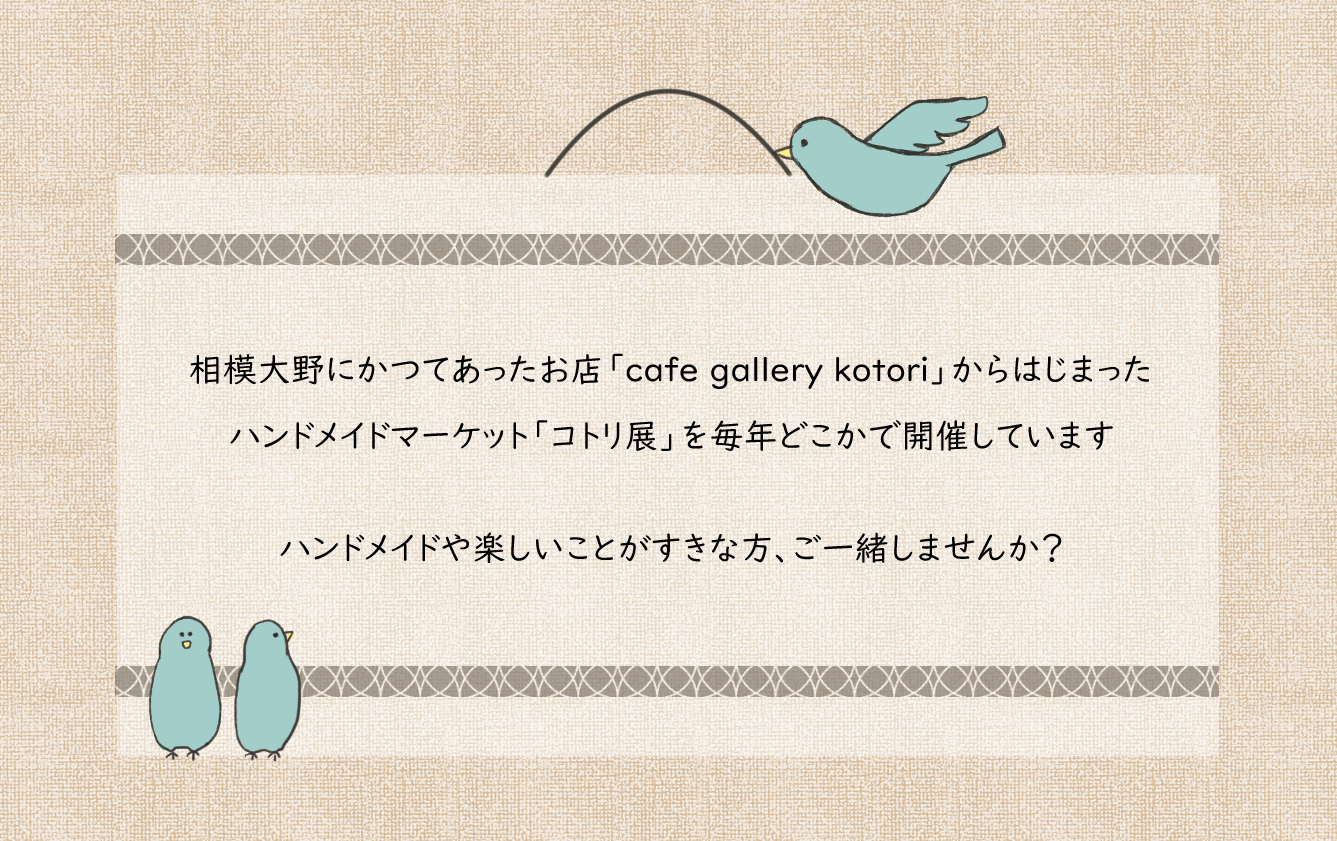 相模大野にかつてあったお店「cafe gallery kotori」からはじまった
ハンドメイドマーケット「コトリ展」を毎年どこかで開催しています
ハンドメイドや楽しいことがすきな方、ご一緒しませんか？